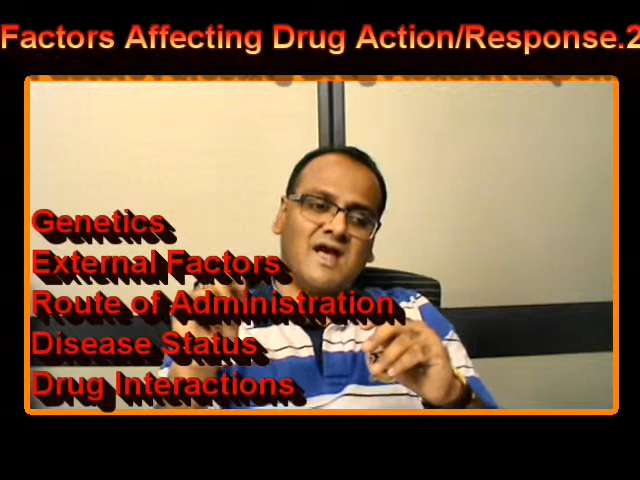 Factors Affecting Drug Action/Response.2
Genetics
External Factors
Route of Administration
Disease Status
Drug Interactions